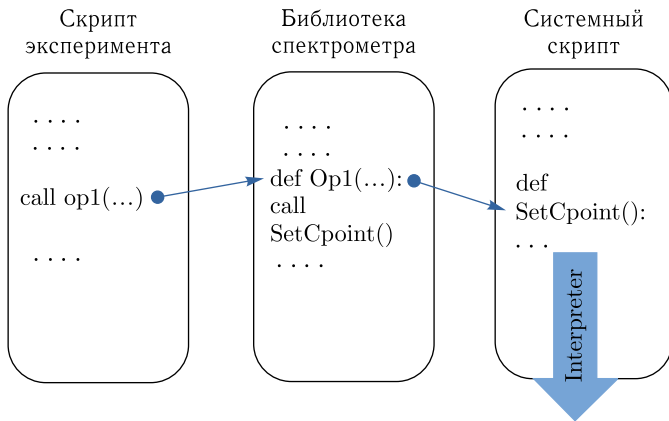 Скрипт
эксперимента
. . . .
. . . .
call op1(...)
. . . .
Библиотека
спектрометра
. . . .
. . . .
def Op1(...):
call
SetCpoint()
. . . .
Системный
скрипт
. . . .
. . . .
def
SetCpoint():
. . .
Interpreter